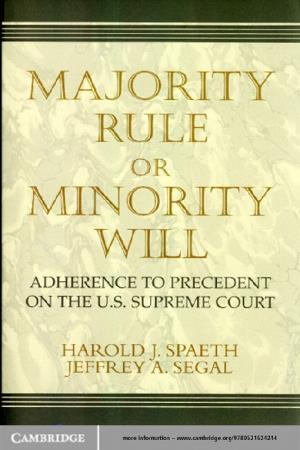 MAJORITY
RULE
OR
MINORITY
WILL
ADHERENCE TO PRECEDENT
ON THE U.S. SUPREME COURT
HAROLD J. SPAETH
JEFFREY A. SEGAL
CAMBRIDGE
more information – www.cambridge.org/9780521624244